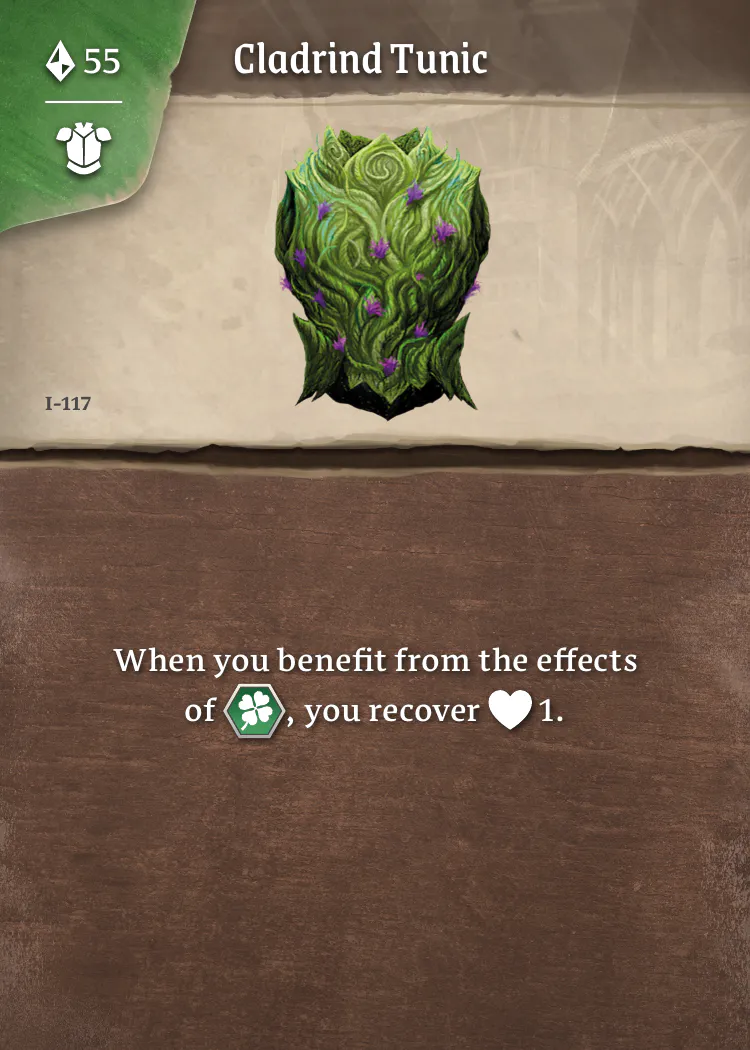 55
Cladrind Tunic
I-117
When you benefit from the effects
of , you recover 1.